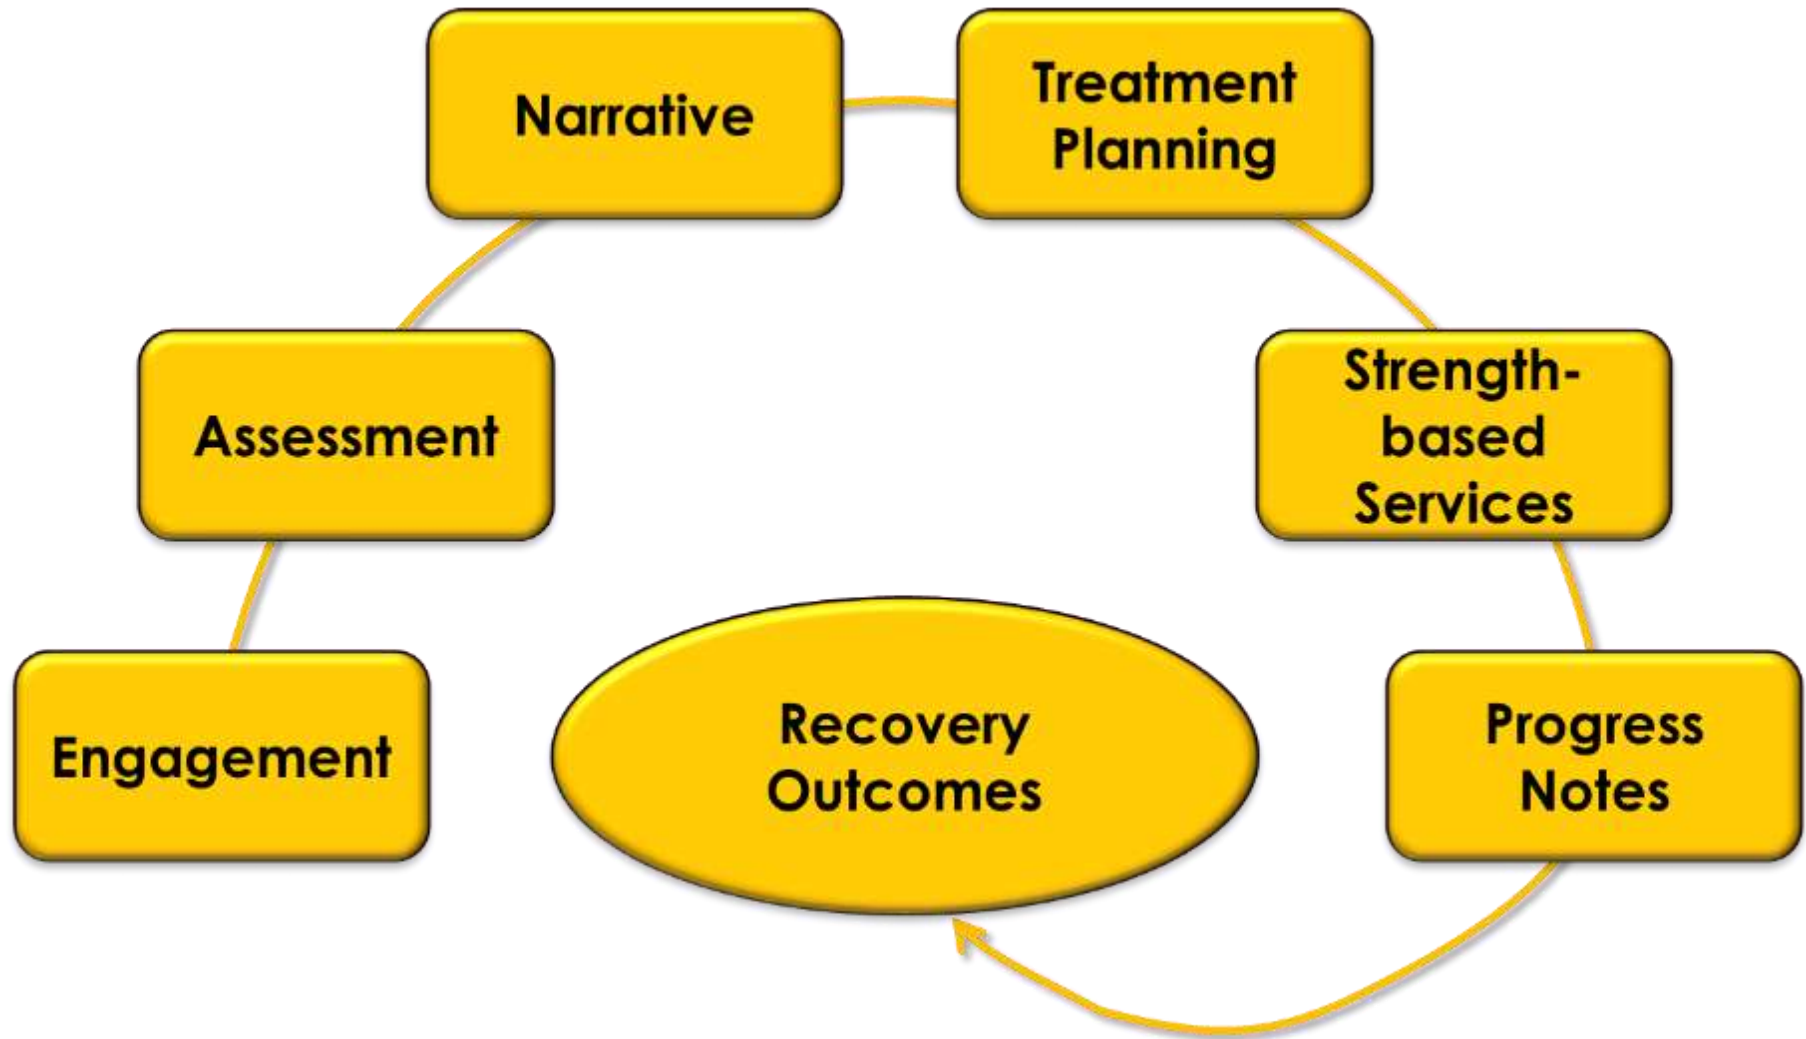 Narrative
Treatment
Planning
Assessment
Strength-
based
Services
Engagement
Recovery
Outcomes
Progress
Notes